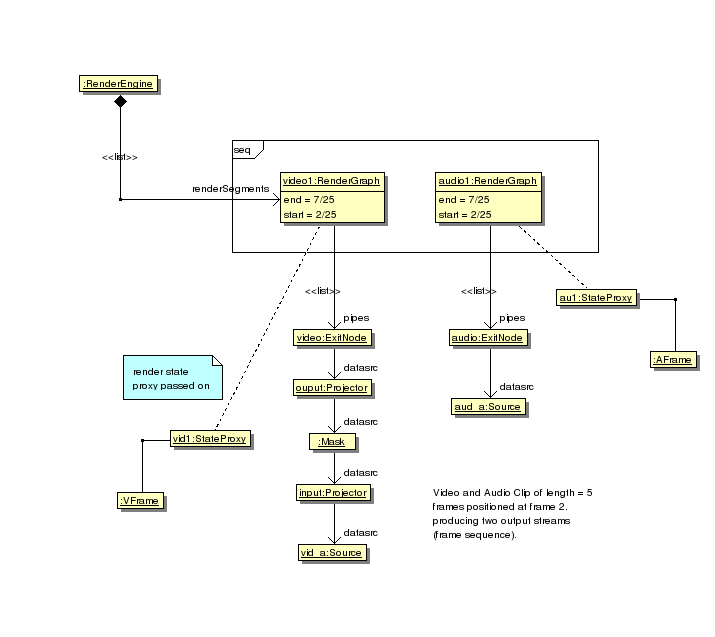 :RenderEngine
<<list>>
seq
renderSegments
video1:RenderGraph
end = 7/25
start = 2/25
audio1:RenderGraph
end = 7/25
start = 2/25
<<list>>
<<list>>
au1:StateProxy
pipes
pipes
video:ExitNode
audio:ExitNode
:AFrame
render state
proxy passed on
datasrc
ouput:Projector
datasrc
aud_a:Source
datasrc
vid1:StateProxy
:Mask
datasrc
input:Projector
:VFrame
datasrc
vid_a:Source
Video and Audio Clip of length = 5
frames positioned at frame 2.
producing two output streams
(frame sequence).